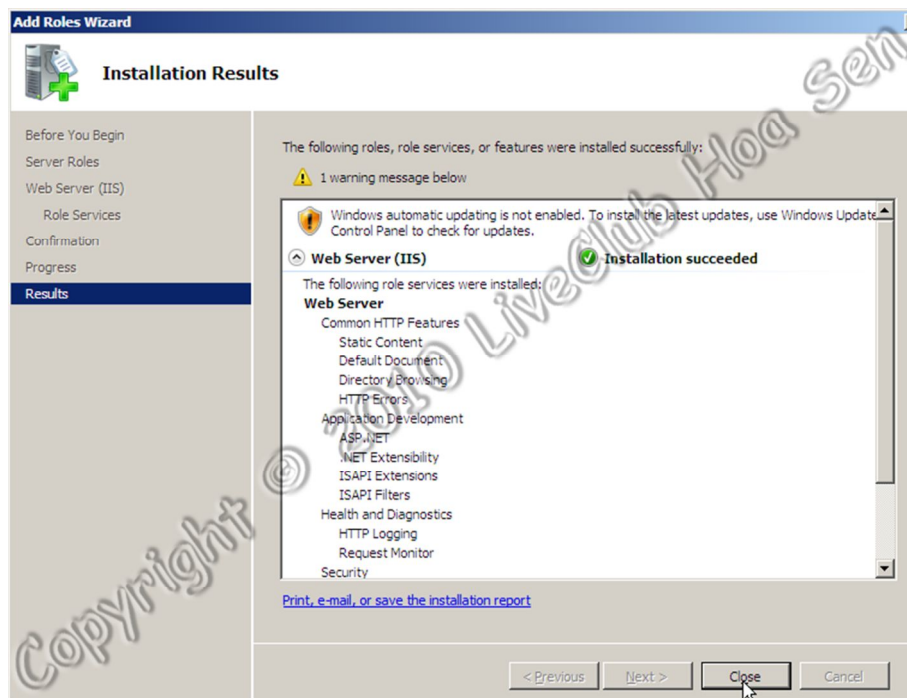 Add Roles Wizard
Installation Results
Before You Begin
Server Roles
Web Server (IIS)
Role Services
Confirmation
Progress
Results
The following roles, role services, or features were installed successfully:
1 warning message below
Windows automatic updating is not enabled. To install the latest updates, use Windows Update
Control Panel to check for updates.
Web Server (IIS) Installation succeeded
The following role services were installed:
Web Server
Common HTTP Features
Static Content
Default Document
Directory Browsing
HTTP Errors
Application Development
ASP.NET
.NET Extensibility
ISAPI Extensions
ISAPI Filters
Health and Diagnostics
HTTP Logging
Request Monitor
Security
Print, e-mail, or save the installation report
< Previous Next > Close Cancel
Copyright © 2010 LiveClub Hoa Sen